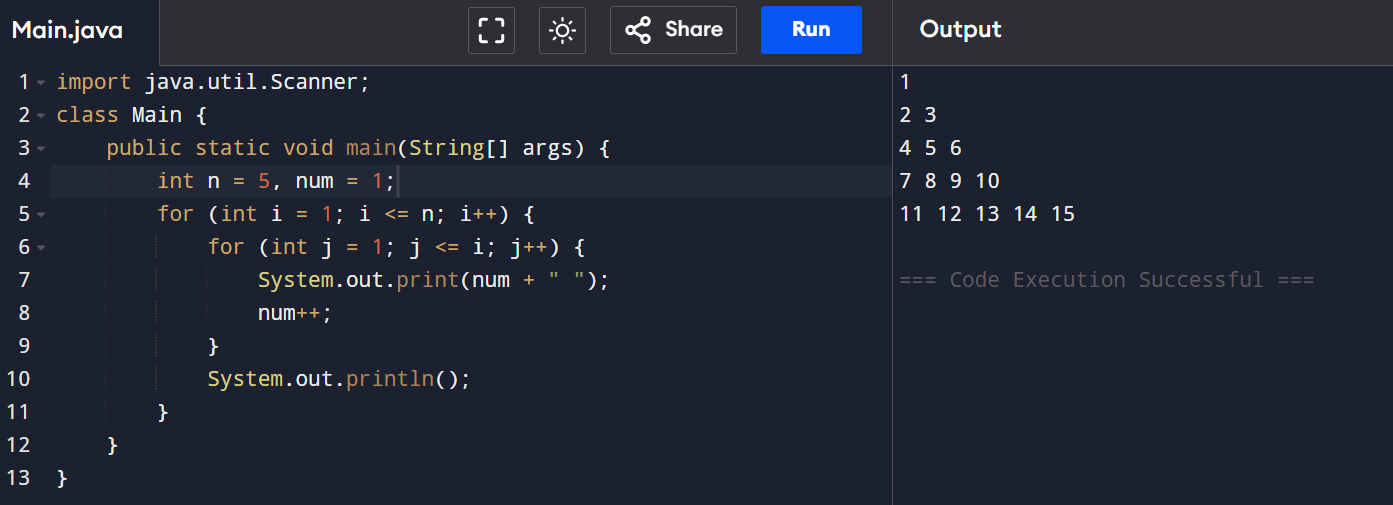 Main.java
Share
Run
Output
1 import java.util.Scanner;
2 class Main {
3     public static void main(String[] args) {
4         int n = 5, num = 1;
5         for (int i = 1; i <= n; i++) {
6             for (int j = 1; j <= i; j++) {
7                 System.out.print(num + " ");
8                 num++;
9             }
10             System.out.println();
11         }
12     }
13 }
1
2 3
4 5 6
7 8 9 10
11 12 13 14 15
=== Code Execution Successful ===